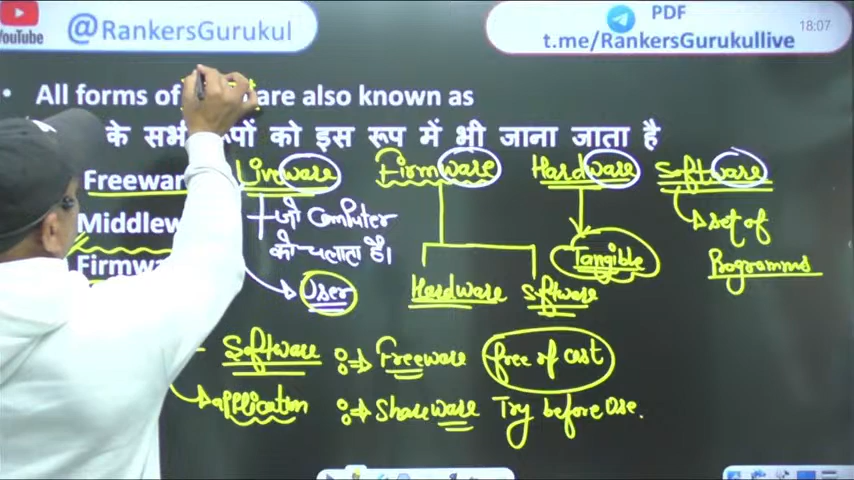 YouTube
@RankersGurukul
PDF
t.me/RankersGurukullive
18:07
• All forms of are also known as
के सभी रूपों को इस रूप में भी जाना जाता है
Freewar
Liveware
Firmware
Hardware
Software
Middlew
जो Computer
को चलाता है।
set of
Programms
Firmwa
User
Hardware
Software
Tangible
Software :⇒ Freeware free of cost
application :⇒ Shareware Try before Use.